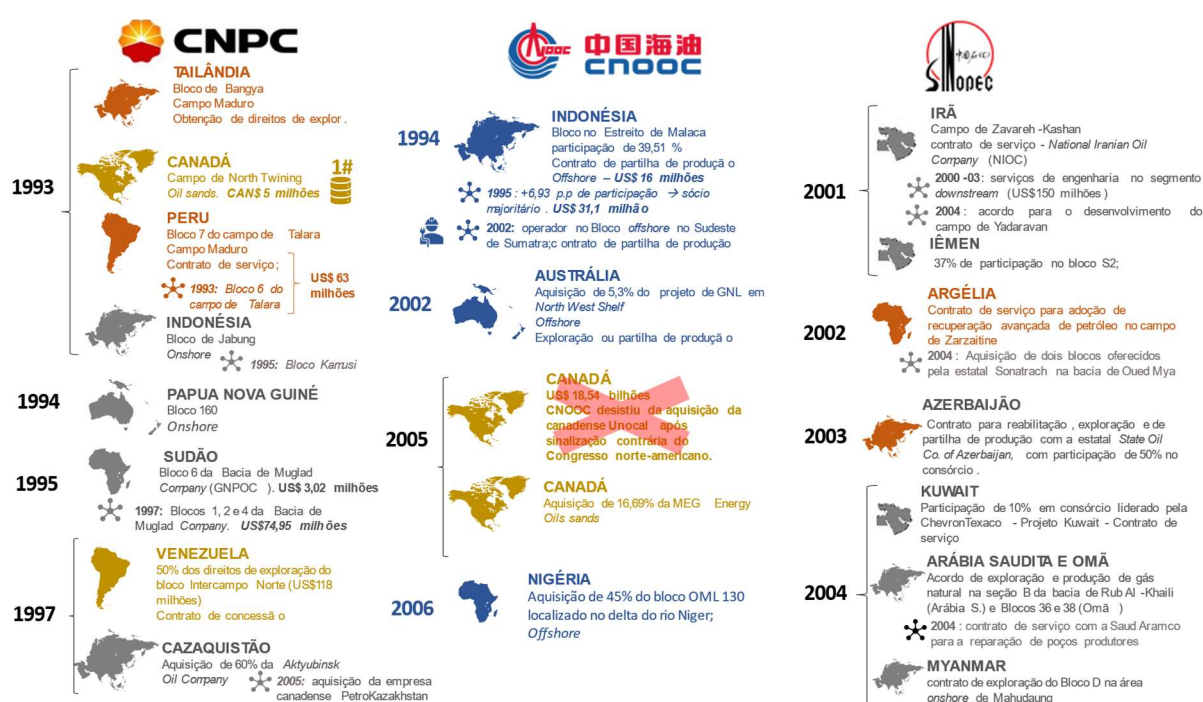 CNPC
1993
TAILÂNDIA
Bloco de Bangya
Campo Maduro
Obtenção de direitos de explor .
CANADÁ
Campo de North Twining
Oil sands. CAN$ 5 milhões
1#
PERU
Bloco 7 do campo de Talara
Campo Maduro
Contrato de serviço;
1993: Bloco 6 do
campo de Talara
US$ 63
milhões
INDONÉSIA
Bloco de Jabung
Onshore
1995: Bloco Karrusi
1994
PAPUA NOVA GUINÉ
Bloco 160
Onshore
1995
SUDÃO
Bloco 6 da Bacia de Muglad
Company (GNPOC ). US$ 3,02 milhões
1997: Blocos 1, 2 e 4 da Bacia de
Muglad Company. US$74,95 milhões
1997
VENEZUELA
50% dos direitos de exploração do
bloco Intercampo Norte (US$118
milhões)
Contrato de concessã o
CAZAQUISTÃO
Aquisição de 60% da Aktyubinsk
Oil Company
2005: aquisição da empresa
canadense PetroKazakhstan
CNOOC
中国海油
CNOOC
1994
INDONÉSIA
Bloco no Estreito de Malaca
participação de 39,51 %
Contrato de partilha de produçã o
Offshore – US$ 16 milhões
1995 : +6,93 p.p de participação → sócio
majoritário . US$ 31,1 milhã o
2002: operador no Bloco offshore no Sudeste
de Sumatra;c ontrato de partilha de produção
2002
AUSTRÁLIA
Aquisição de 5,3% do projeto de GNL em
North West Shelf
Offshore
Exploração ou partilha de produçã o
2005
CANADÁ
US$ 18,54 bilhões
CNOOC desistiu da aquisição da
canadense Unocal após
sinalização contrária do
Congresso norte-americano.
CANADÁ
Aquisição de 16,69% da MEG Energy
Oils sands
2006
NIGÉRIA
Aquisição de 45% do bloco OML 130
localizado no delta do rio Niger;
Offshore
中国石化
SINOPEC
2001
IRÃ
Campo de Zavareh -Kashan
contrato de serviço - National Iranian Oil
Company (NIOC)
2000 -03: serviços de engenharia no segmento
downstream (US$150 milhões )
2004 : acordo para o desenvolvimento do
campo de Yadaravan
IÊMEN
37% de participação no bloco S2;
2002
ARGÉLIA
Contrato de serviço para adoção de
recuperação avançada de petróleo no campo
de Zarzaitine
2004 : Aquisição de dois blocos oferecidos
pela estatal Sonatrach na bacia de Oued Mya
2003
AZERBAIJÃO
Contrato para reabilitação , exploração e de
partilha de produção com a estatal State Oil
Co. of Azerbaijan, com participação de 50% no
consórcio .
2004
KUWAIT
Participação de 10% em consórcio liderado pela
ChevronTexaco - Projeto Kuwait - Contrato de
serviço
ARÁBIA SAUDITA E OMÃ
Acordo de exploração e produção de gás
natural na seção B da bacia de Rub Al -Khaili
(Arábia S.) e Blocos 36 e 38 (Omã )
2004 : contrato de serviço com a Saud Aramco
para a reparação de poços produtores
MYANMAR
contrato de exploração do Bloco D na área
onshore de Mahudaung